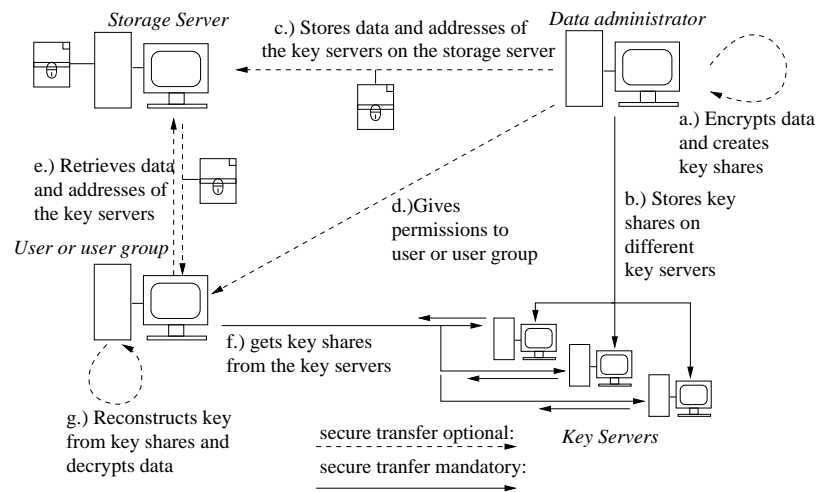 Storage Server
c.) Stores data and addresses of
the key servers on the storage server
Data administrator
a.) Encrypts data
and creates
key shares
e.) Retrieves data
and addresses of
the key servers
d.)Gives
permissions to
user or user group
b.) Stores key
shares on
different
key servers
User or user group
f.) gets key shares
from the key servers
g.) Reconstructs key
from key shares and
decrypts data
secure transfer optional:
secure tranfer mandatory:
Key Servers